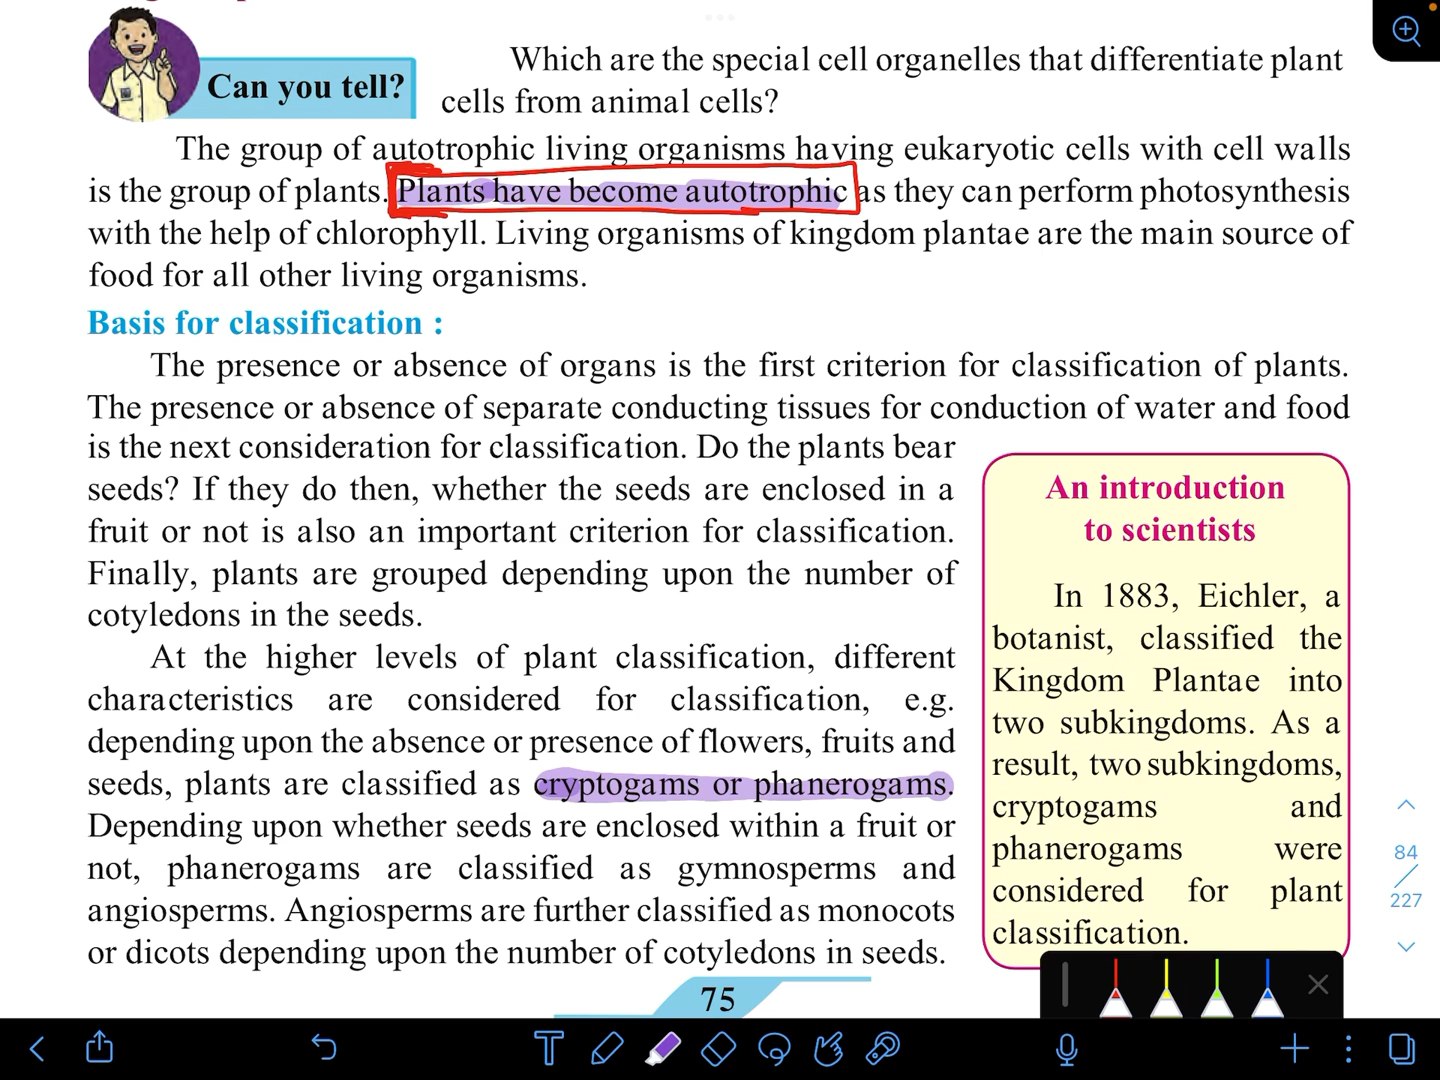 Can you tell?
Which are the special cell organelles that differentiate plant
cells from animal cells?
The group of autotrophic living organisms having eukaryotic cells with cell walls
is the group of plants. Plants have become autotrophic as they can perform photosynthesis
with the help of chlorophyll. Living organisms of kingdom plantae are the main source of
food for all other living organisms.
Basis for classification :
The presence or absence of organs is the first criterion for classification of plants.
The presence or absence of separate conducting tissues for conduction of water and food
is the next consideration for classification. Do the plants bear
seeds? If they do then, whether the seeds are enclosed in a
fruit or not is also an important criterion for classification.
Finally, plants are grouped depending upon the number of
cotyledons in the seeds.
At the higher levels of plant classification, different
characteristics are considered for classification, e.g.
depending upon the absence or presence of flowers, fruits and
seeds, plants are classified as cryptogams or phanerogams.
Depending upon whether seeds are enclosed within a fruit or
not, phanerogams are classified as gymnosperms and
angiosperms. Angiosperms are further classified as monocots
or dicots depending upon the number of cotyledons in seeds.
An introduction
to scientists
In 1883, Eichler, a
botanist, classified the
Kingdom Plantae into
two subkingdoms. As a
result, two subkingdoms,
cryptogams and
phanerogams were
considered for plant
classification.
84
227
75